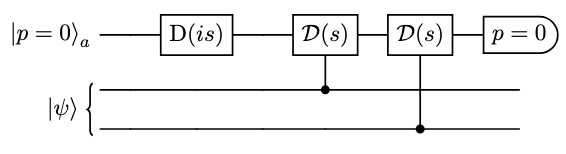 |p = 0⟩ₐ D(is) 𝒟(s) 𝒟(s) p = 0
|ψ⟩